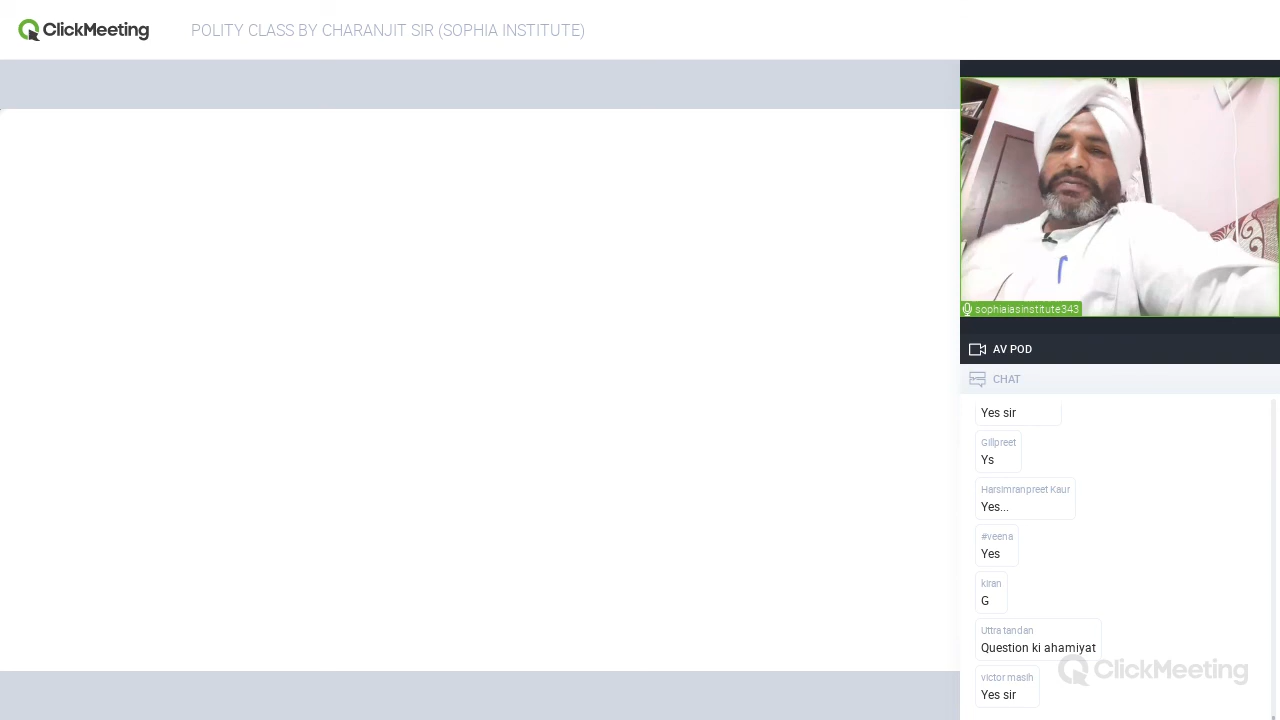 ClickMeeting
POLITY CLASS BY CHARANJIT SIR (SOPHIA INSTITUTE)
sophiaiasinstitute343
AV POD
CHAT
Yes sir
Gillpreet
Ys
Harsimranpreet Kaur
Yes...
#veena
Yes
kiran
G
Uttra tandan
Question ki ahamiyat
ClickMeeting
victor masih
Yes sir